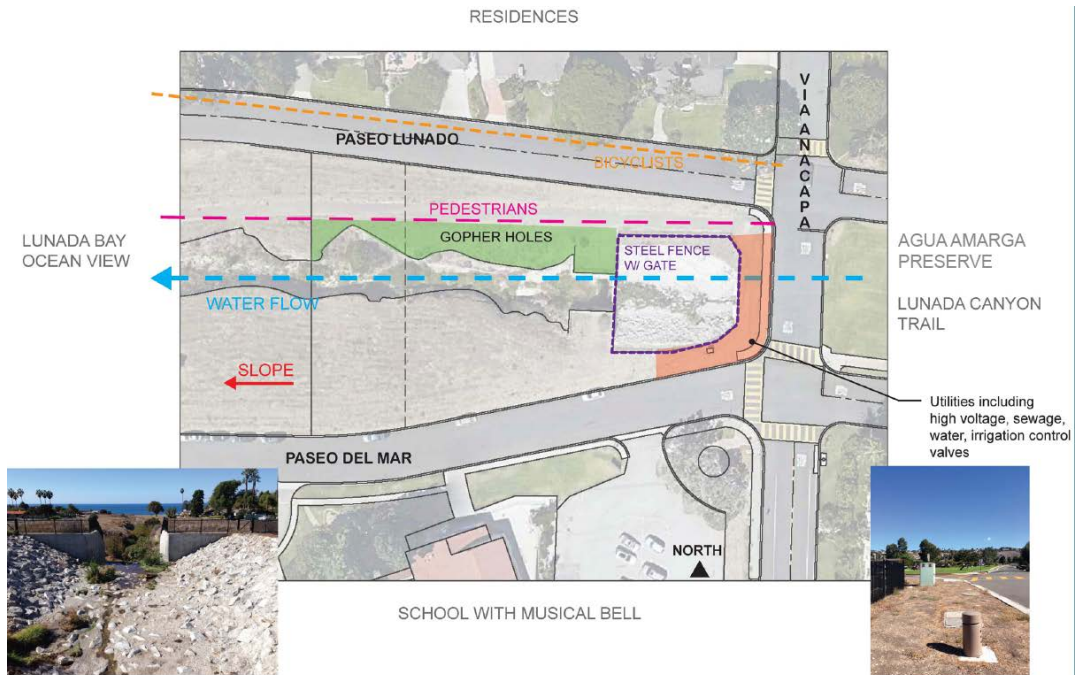 RESIDENCES
VIA ANACAPA
PASEO LUNADO
BICYCLISTS
PEDESTRIANS
GOPHER HOLES
STEEL FENCE
W/ GATE
LUNADA BAY
OCEAN VIEW
AGUA AMARGA
PRESERVE
WATER FLOW
LUNADA CANYON
TRAIL
SLOPE
Utilities including
high voltage, sewage,
water, irrigation control
valves
PASEO DEL MAR
NORTH
SCHOOL WITH MUSICAL BELL